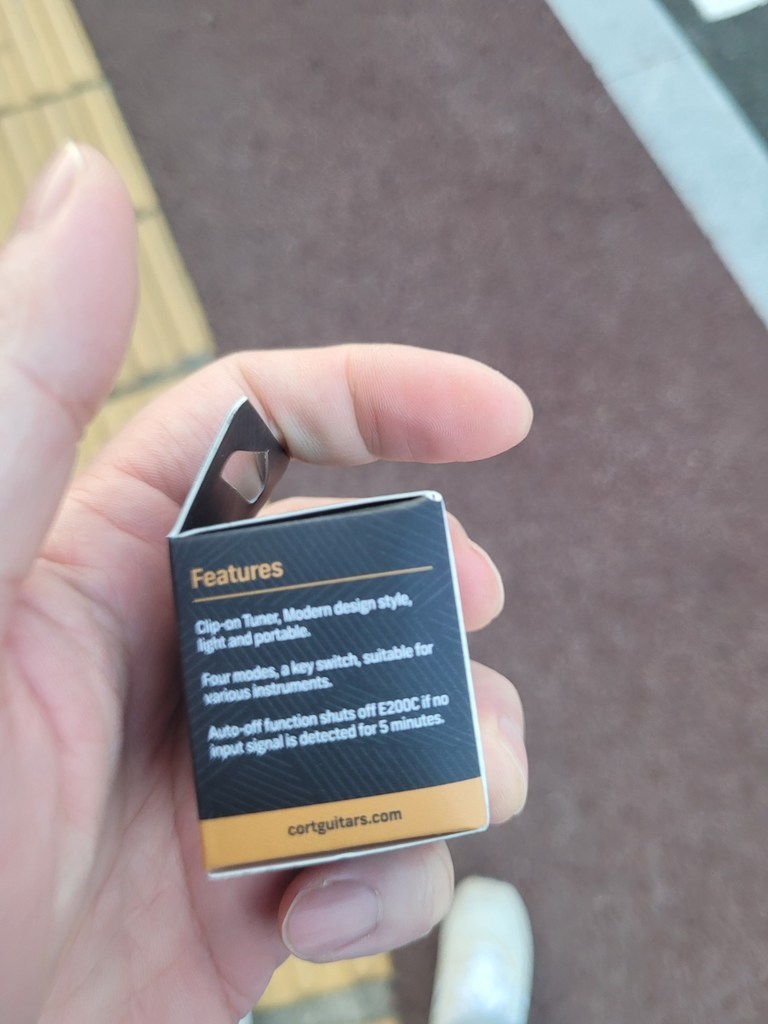 Features
Clip-on Tuner, Modern design style,
light and portable.
Four modes, a key switch, suitable for
various instruments.
Auto-off function shuts off E200C if no
input signal is detected for 5 minutes.
cortguitars.com